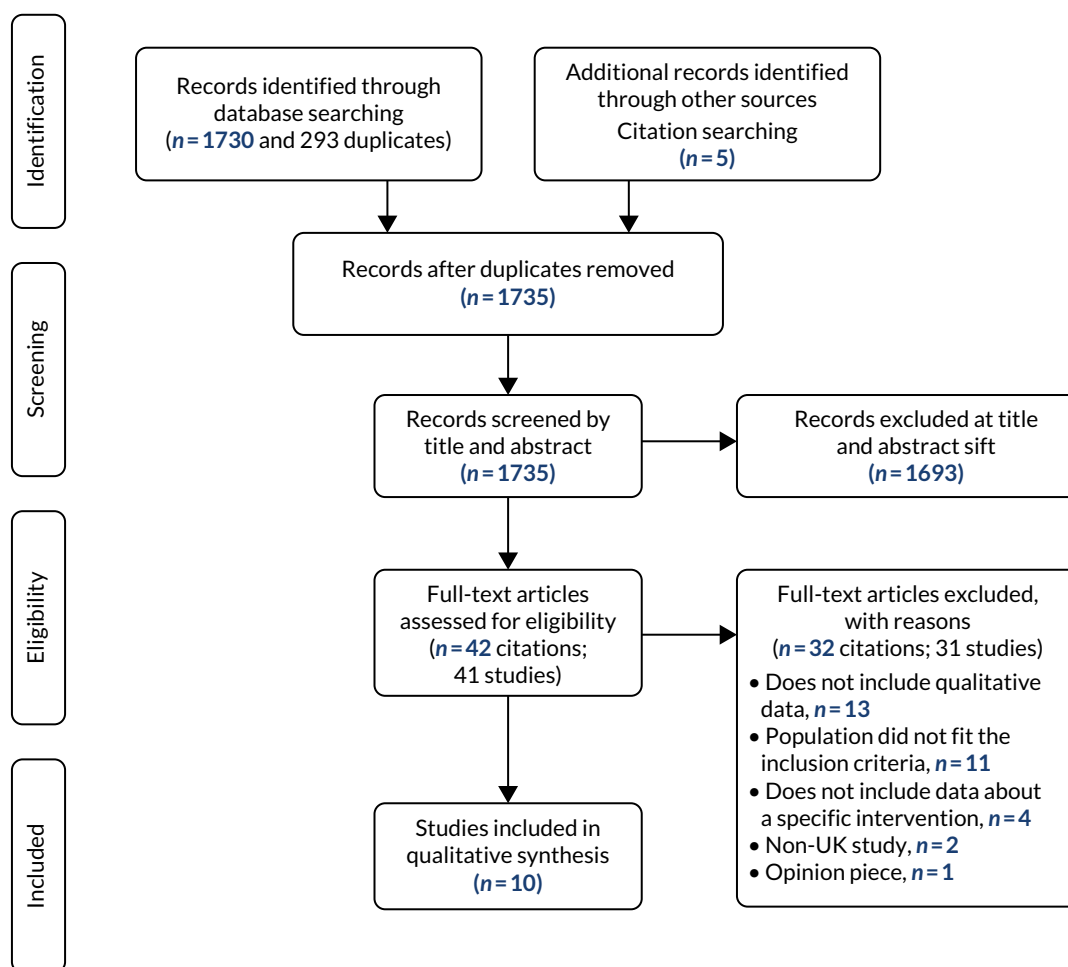 Identification
Records identified through
database searching
(n=1730 and 293 duplicates)
Additional records identified
through other sources
Citation searching
(n=5)
Screening
Records after duplicates removed
(n=1735)
Records screened by
title and abstract
(n=1735)
Records excluded at title
and abstract sift
(n=1693)
Eligibility
Full-text articles
assessed for eligibility
(n=42 citations;
41 studies)
Full-text articles excluded,
with reasons
(n=32 citations; 31 studies)
• Does not include qualitative
data, n=13
• Population did not fit the
inclusion criteria, n=11
• Does not include data about
a specific intervention, n=4
• Non-UK study, n=2
• Opinion piece, n=1
Included
Studies included in
qualitative synthesis
(n=10)